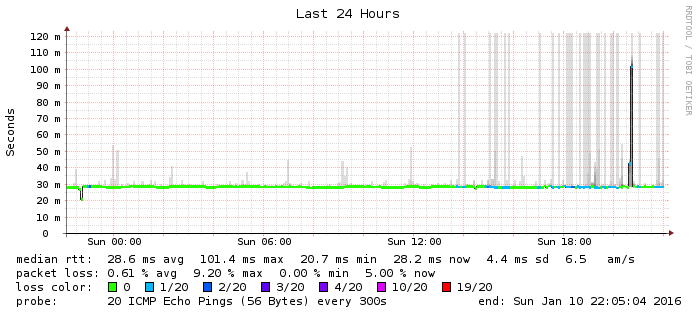 Last 24 Hours
RRDTOOL / TOBI OETIKER
Seconds
120 m
110 m
100 m
90 m
80 m
70 m
60 m
50 m
40 m
30 m
20 m
10 m
0
Sun 00:00 Sun 06:00 Sun 12:00 Sun 18:00
median rtt: 28.6 ms avg 101.4 ms max 20.7 ms min 28.2 ms now 4.4 ms sd 6.5 am/s
packet loss: 0.61 % avg 9.20 % max 0.00 % min 5.00 % now
loss color: 0 1/20 2/20 3/20 4/20 10/20 19/20
probe: 20 ICMP Echo Pings (56 Bytes) every 300s end: Sun Jan 10 22:05:04 2016